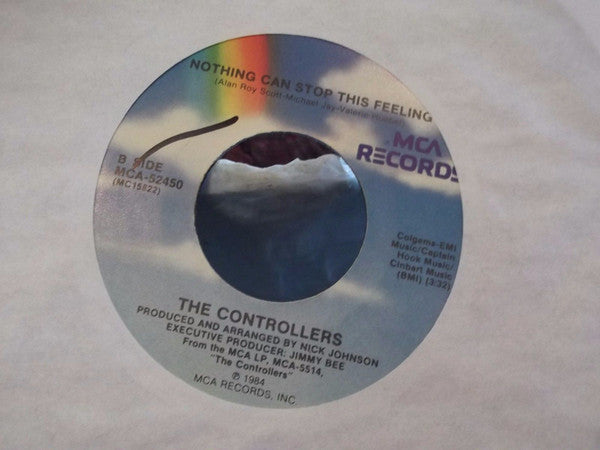 NOTHING CAN STOP THIS FEELING
(Alan Roy Scott-Michael Jay-Valerie
MCA
RECORDS
B SIDE
MCA-52450
(MC15822)
Colgems-EMI
Music/Captain
Hook Music/
Cinbart Music
(BMI) (3:32)
THE CONTROLLERS
PRODUCED AND ARRANGED BY NICK JOHNSON
EXECUTIVE PRODUCER: JIMMY BEE
From the MCA LP, MCA-5514,
"The Controllers"
℗ 1984
MCA RECORDS, INC.